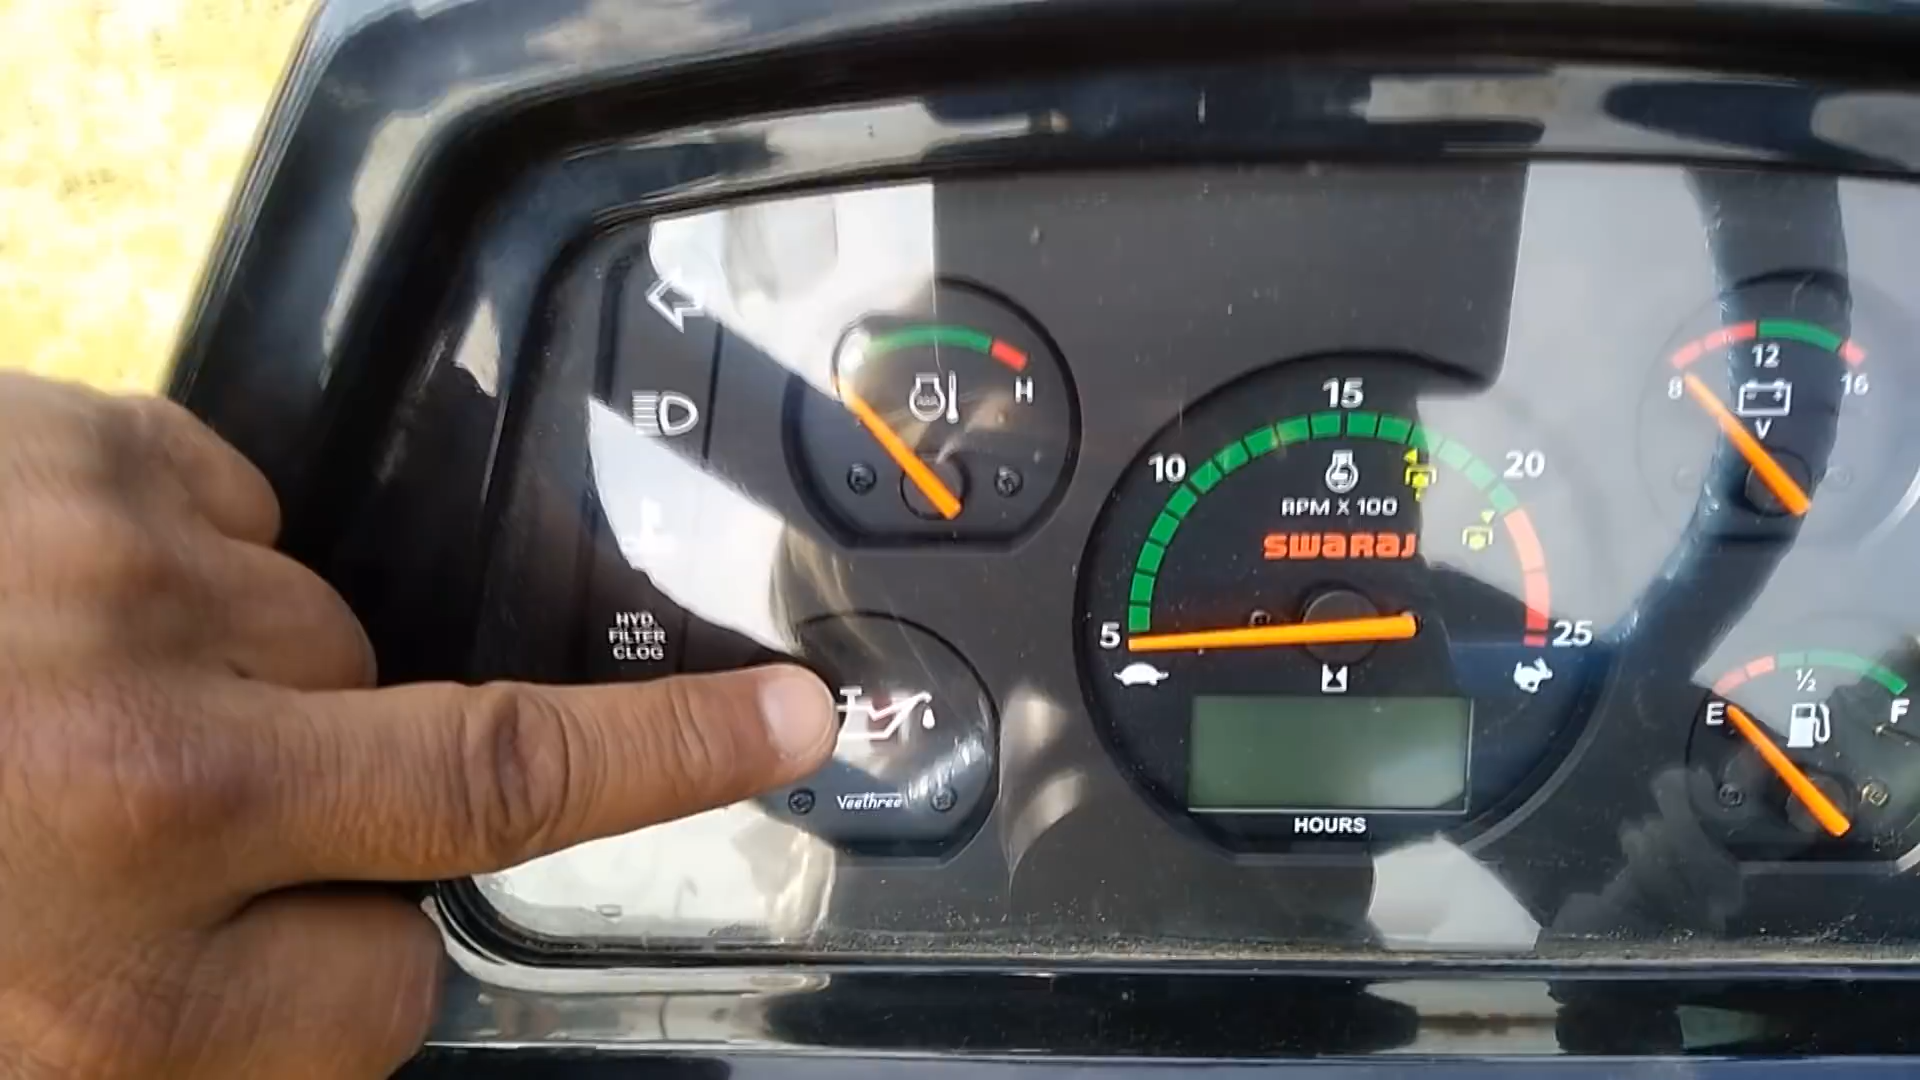 H
HYD.
FILTER
CLOG
Veethree
15
10
20
RPM X 100
SWARAJ
5
25
HOURS
12
8
16
V
1/2
E
F